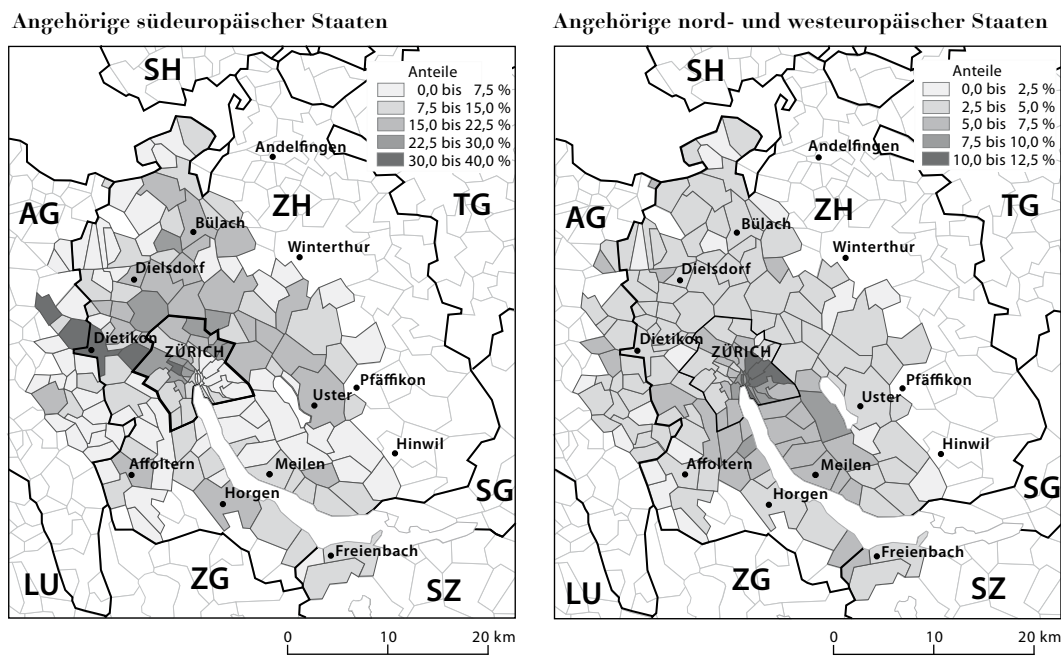 Angehörige südeuropäischer Staaten
SH
Anteile
0,0 bis 7,5 %
7,5 bis 15,0 %
15,0 bis 22,5 %
22,5 bis 30,0 %
30,0 bis 40,0 %
Andelfingen
AG
ZH
TG
Bülach
Winterthur
Dielsdorf
Dietikon
ZÜRICH
Pfäffikon
Uster
Hinwil
Affoltern
Meilen
SG
Horgen
Freienbach
LU
ZG
SZ
0 10 20 km
Angehörige nord- und westeuropäischer Staaten
SH
Anteile
0,0 bis 2,5 %
2,5 bis 5,0 %
5,0 bis 7,5 %
7,5 bis 10,0 %
10,0 bis 12,5 %
Andelfingen
AG
ZH
TG
Bülach
Winterthur
Dielsdorf
Dietikon
ZÜRICH
Pfäffikon
Uster
Hinwil
Affoltern
Meilen
SG
Horgen
Freienbach
LU
ZG
SZ
0 10 20 km